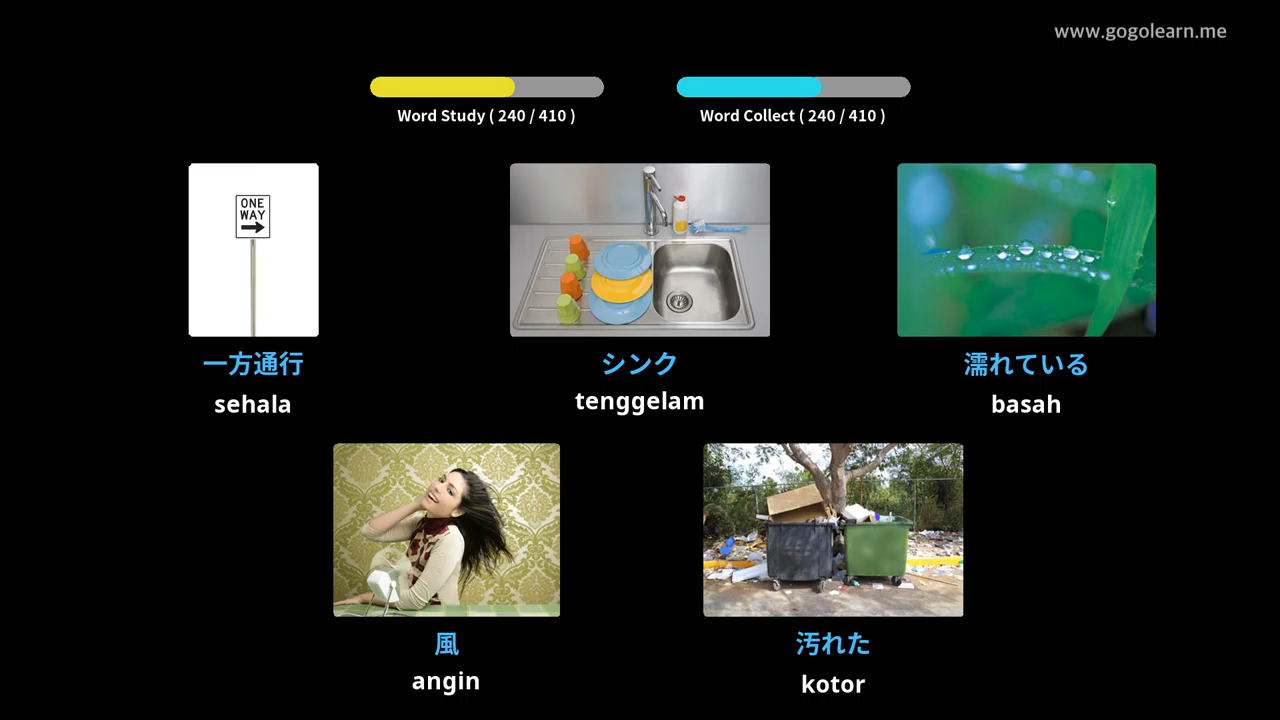 www.gogolearn.me
Word Study ( 240 / 410 )
Word Collect ( 240 / 410 )
ONE
WAY
一方通行
sehala
シンク
tenggelam
濡れている
basah
風
angin
汚れた
kotor